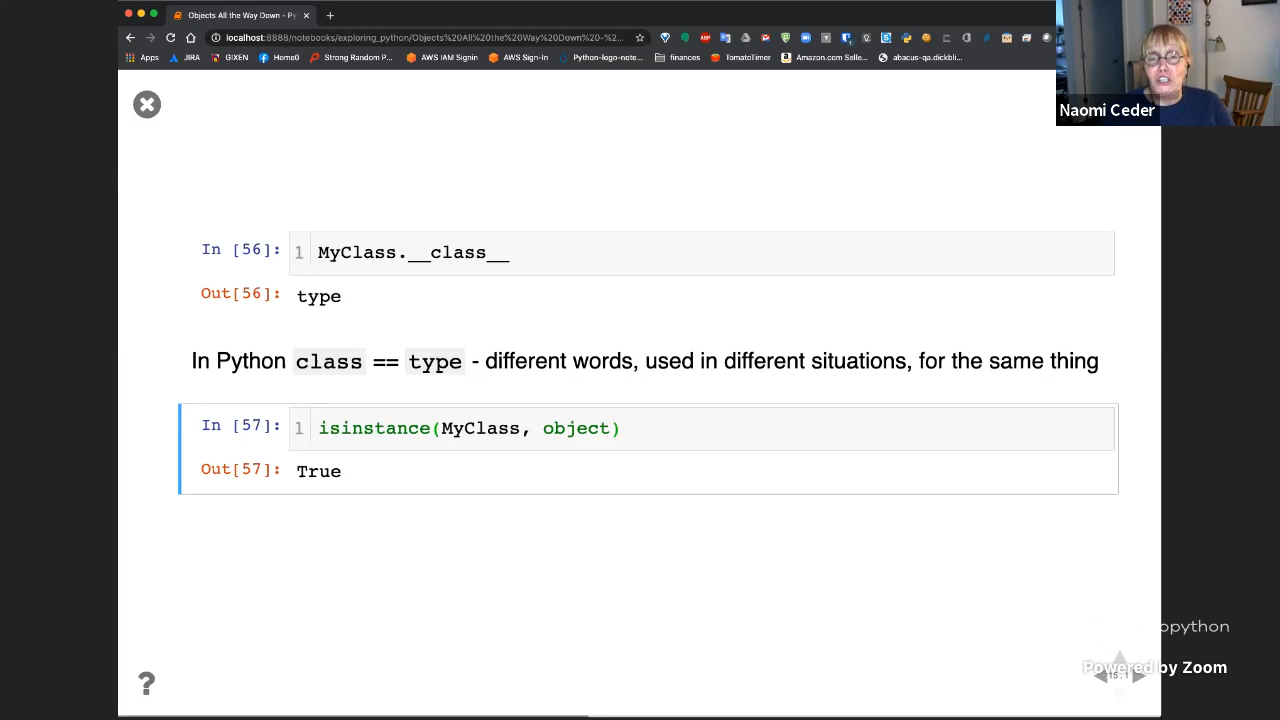 Objects All the Way Down - Py
localhost:8888/notebooks/exploring_python/Objects%20All%20the%20Way%20Down%20-%2...
Apps JIRA GIXEN Home0 Strong Random P... AWS IAM Signin AWS Sign-In Python-logo-note... finances TomatoTimer Amazon.com Selle... abacus-qa.dickbli...
Naomi Ceder
In [56]: 1 MyClass.__class__
Out[56]: type
In Python class == type - different words, used in different situations, for the same thing
In [57]: 1 isinstance(MyClass, object)
Out[57]: True
opython
Powered by Zoom
15.1
?